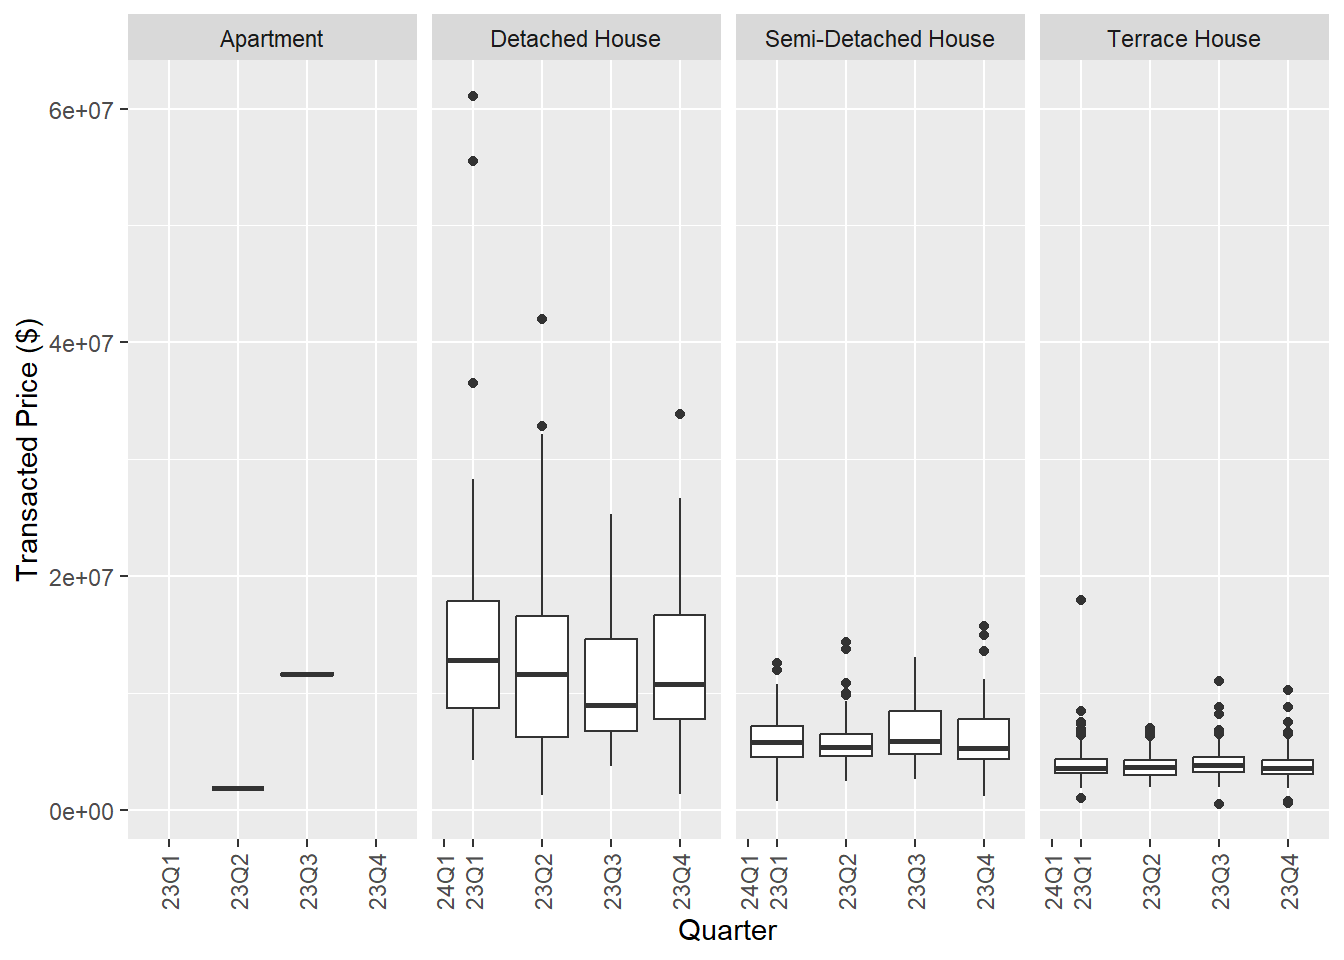 Apartment Detached House Semi-Detached House Terrace House
6e+07
4e+07
2e+07
0e+00
Transacted Price ($)
23Q1 23Q2 23Q3 23Q4 24Q1 23Q1 23Q2 23Q3 23Q4 24Q1 23Q1 23Q2 23Q3 23Q4 24Q1 23Q1 23Q2 23Q3 23Q4
Quarter